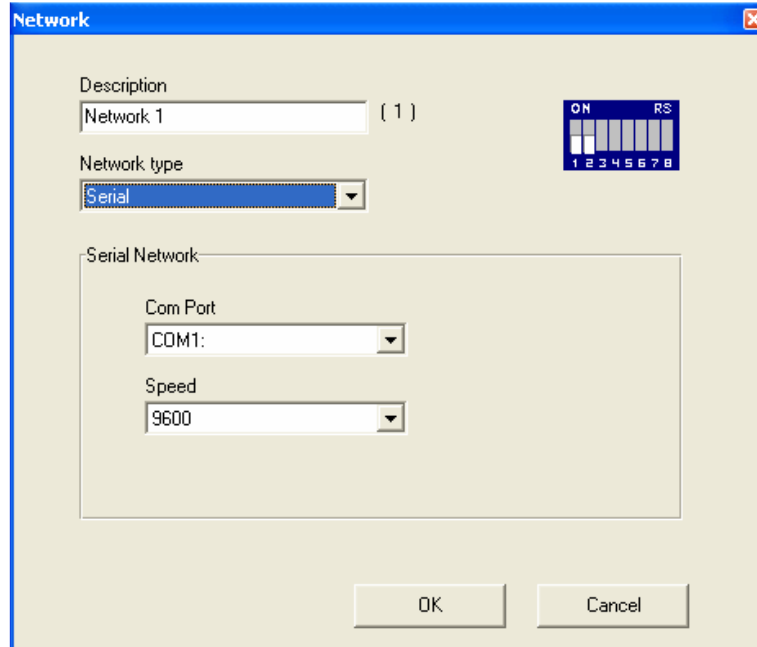 Network
Description
Network 1 ( 1 )
ON RS
1 2 3 4 5 6 7 8
Network type
Serial
Serial Network
Com Port
COM1:
Speed
9600
OK Cancel